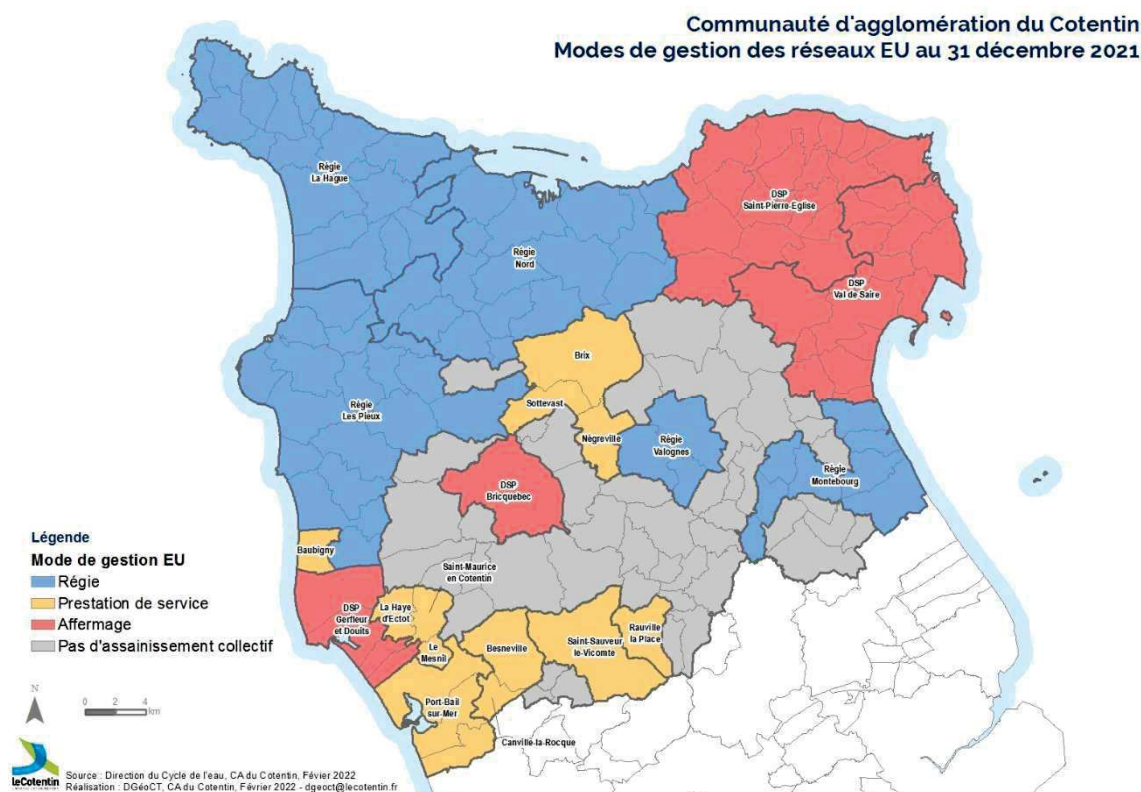 Communauté d'agglomération du Cotentin
Modes de gestion des réseaux EU au 31 décembre 2021
Régie
La Hague
DSP
Saint-Pierre-Eglise
Régie
Nord
DSP
Val de Saire
Brix
Régie
Les Pieux
Sottevast
Nègreville
Régie
Valognes
Régie
Montebourg
DSP
Bricquebec
Baubigny
Saint-Maurice
en Cotentin
DSP
Gerfleur
et Douits
La Haye
d'Ectot
Le
Mesnil
Besneville
Saint-Sauveur
le-Vicomte
Rauville
la Place
Port-Bail
sur-Mer
Canville-la-Rocque
Légende
Mode de gestion EU
Régie
Prestation de service
Affermage
Pas d'assainissement collectif
N
0 2 4
km
leCotentin
Source : Direction du Cycle de l'eau, CA du Cotentin, Février 2022
Réalisation : DGéoCT, CA du Cotentin, Février 2022 - dgeoct@lecotentin.fr